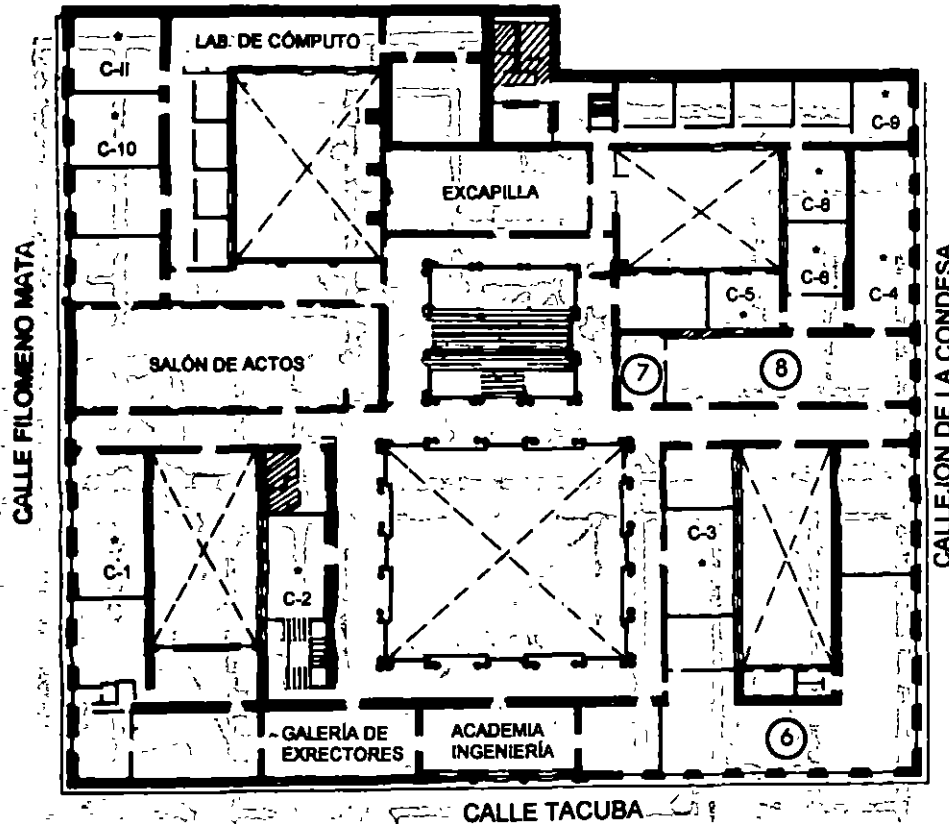 LAB. DE CÓMPUTO
C-11
C-10
C-9
EXCAPILLA
C-8
C-6
C-5
C-4
CALLE FILOMENO MATA
CALLEJON DE LA CONDESA
SALÓN DE ACTOS
7
8
C-1
C-2
C-3
GALERÍA DE
EXRECTORES
ACADEMIA
INGENIERÍA
6
CALLE TACUBA